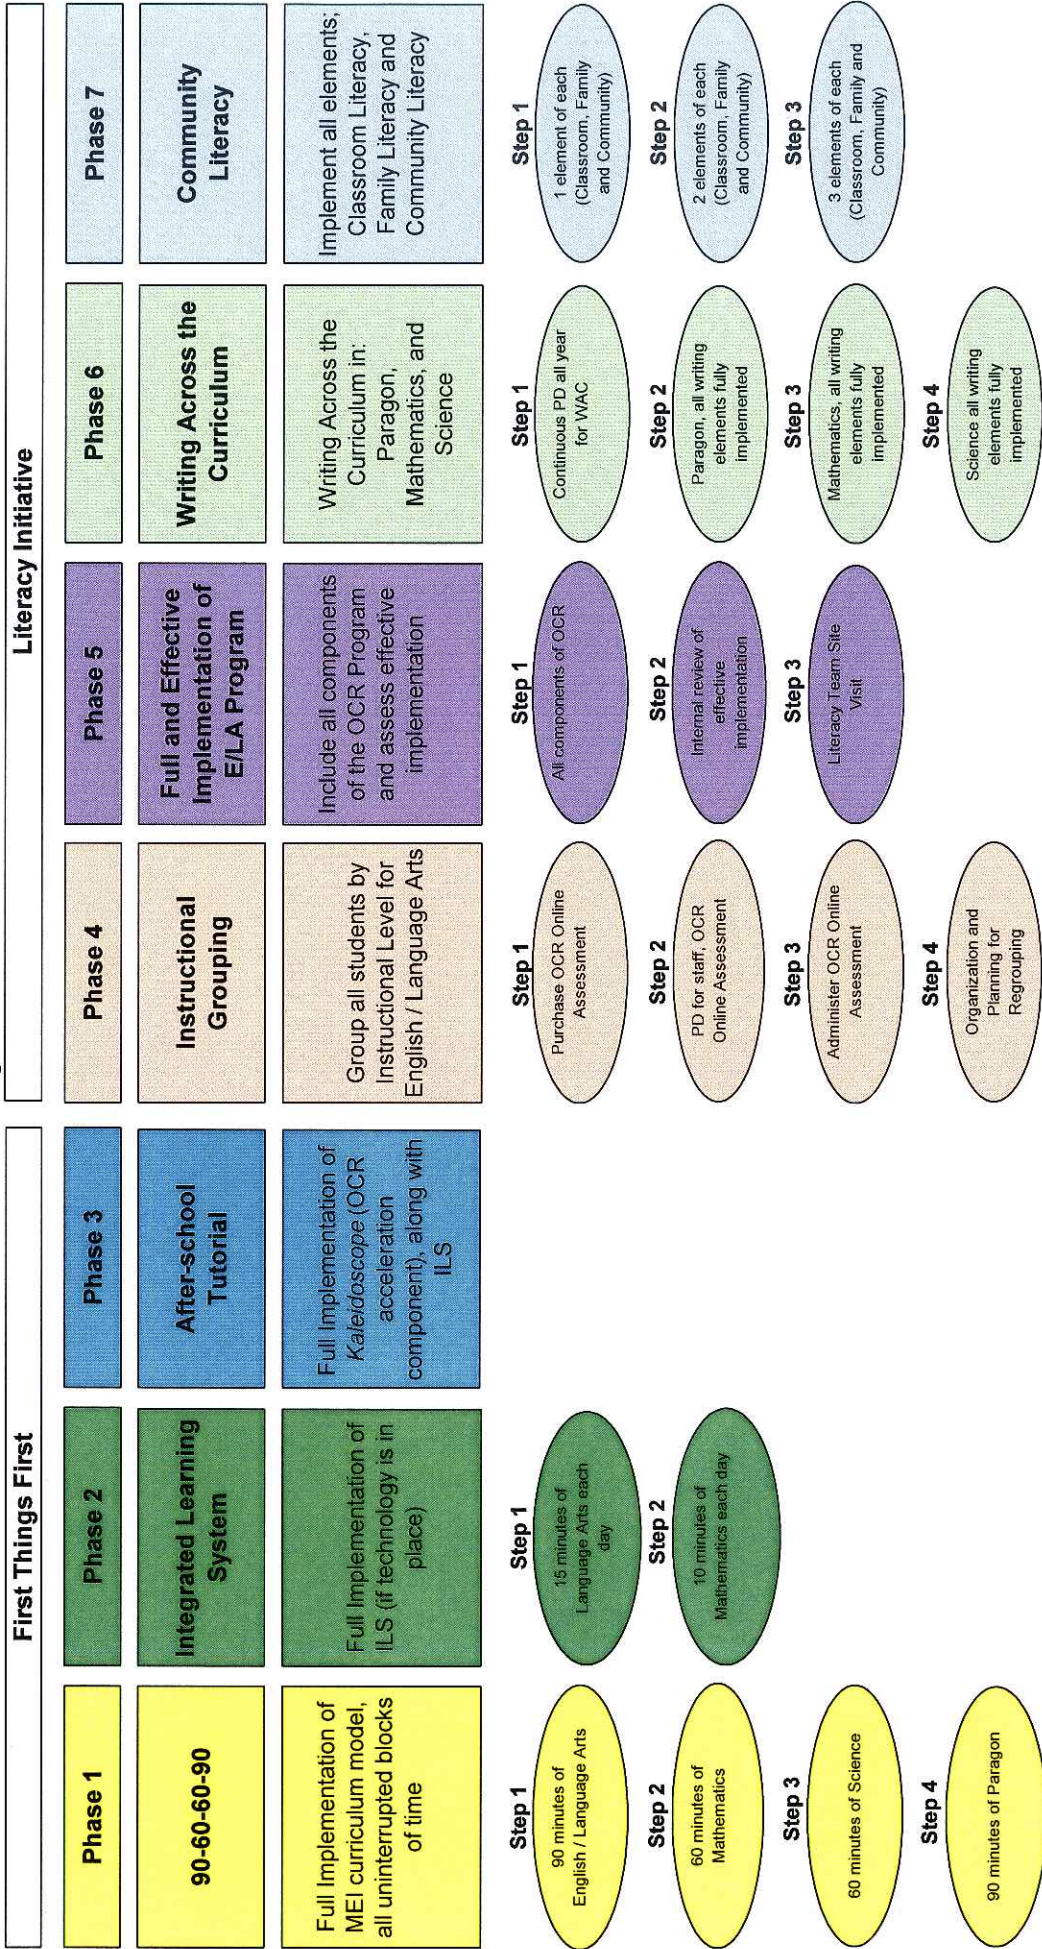 First Things First
Literacy Initiative
Phase 1
90-60-60-90
Full Implementation of
MEI curriculum model,
all uninterrupted blocks
of time
Step 1
90 minutes of
English / Language Arts
Step 2
60 minutes of
Mathematics
Step 3
60 minutes of Science
Step 4
90 minutes of Paragon
Phase 2
Integrated Learning
System
Full Implementation of
ILS (if technology is in
place)
Step 1
15 minutes of
Language Arts each
day
Step 2
10 minutes of
Mathematics each day
Phase 3
After-school
Tutorial
Full Implementation of
Kaleidoscope (OCR
acceleration
component), along with
ILS
Phase 4
Instructional
Grouping
Group all students by
Instructional Level for
English / Language Arts
Step 1
Purchase OCR Online
Assessment
Step 2
PD for staff, OCR
Online Assessment
Step 3
Administer OCR Online
Assessment
Step 4
Organization and
Planning for
Regrouping
Phase 5
Full and Effective
Implementation of
E/LA Program
Include all components
of the OCR Program
and assess effective
implementation
Step 1
All components of OCR
Step 2
Internal review of
effective
implementation
Step 3
Literacy Team Site
Visit
Phase 6
Writing Across the
Curriculum
Writing Across the
Curriculum in:
Paragon,
Mathematics, and
Science
Step 1
Continuous PD all year
for WAC
Step 2
Paragon, all writing
elements fully
implemented
Step 3
Mathematics, all writing
elements fully
implemented
Step 4
Science all writing
elements fully
implemented
Phase 7
Community
Literacy
Implement all elements;
Classroom Literacy,
Family Literacy and
Community Literacy
Step 1
1 element of each
(Classroom, Family
and Community)
Step 2
2 elements of each
(Classroom, Family
and Community)
Step 3
3 elements of each
(Classroom, Family and
Community)